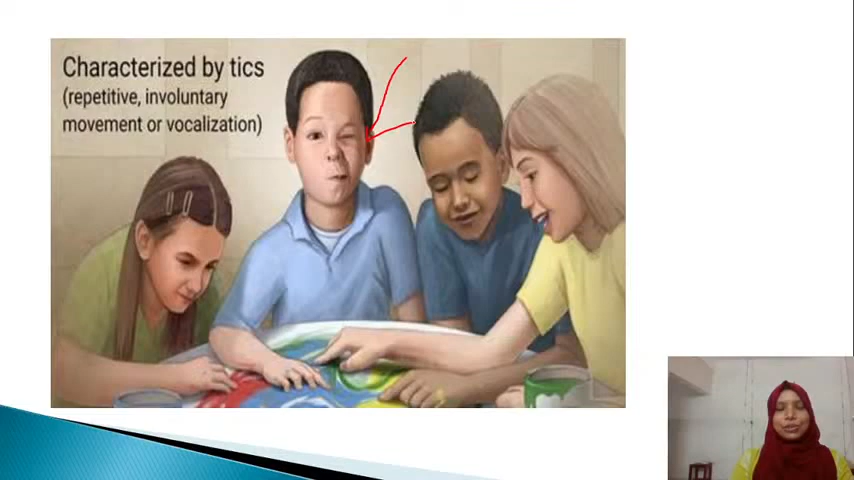 Characterized by tics
(repetitive, involuntary
movement or vocalization)